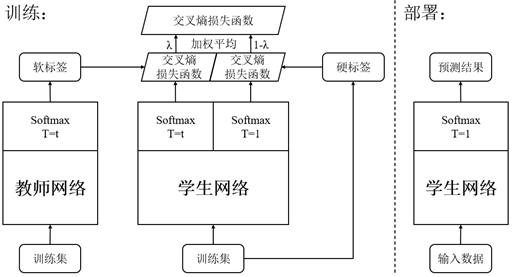 训练:
部署:
交叉熵损失函数
λ
加权平均
1-λ
软标签
交叉熵
损失函数
交叉熵
损失函数
硬标签
预测结果
Softmax
T=t
Softmax
T=t
Softmax
T=1
Softmax
T=1
教师网络
学生网络
学生网络
训练集
训练集
输入数据